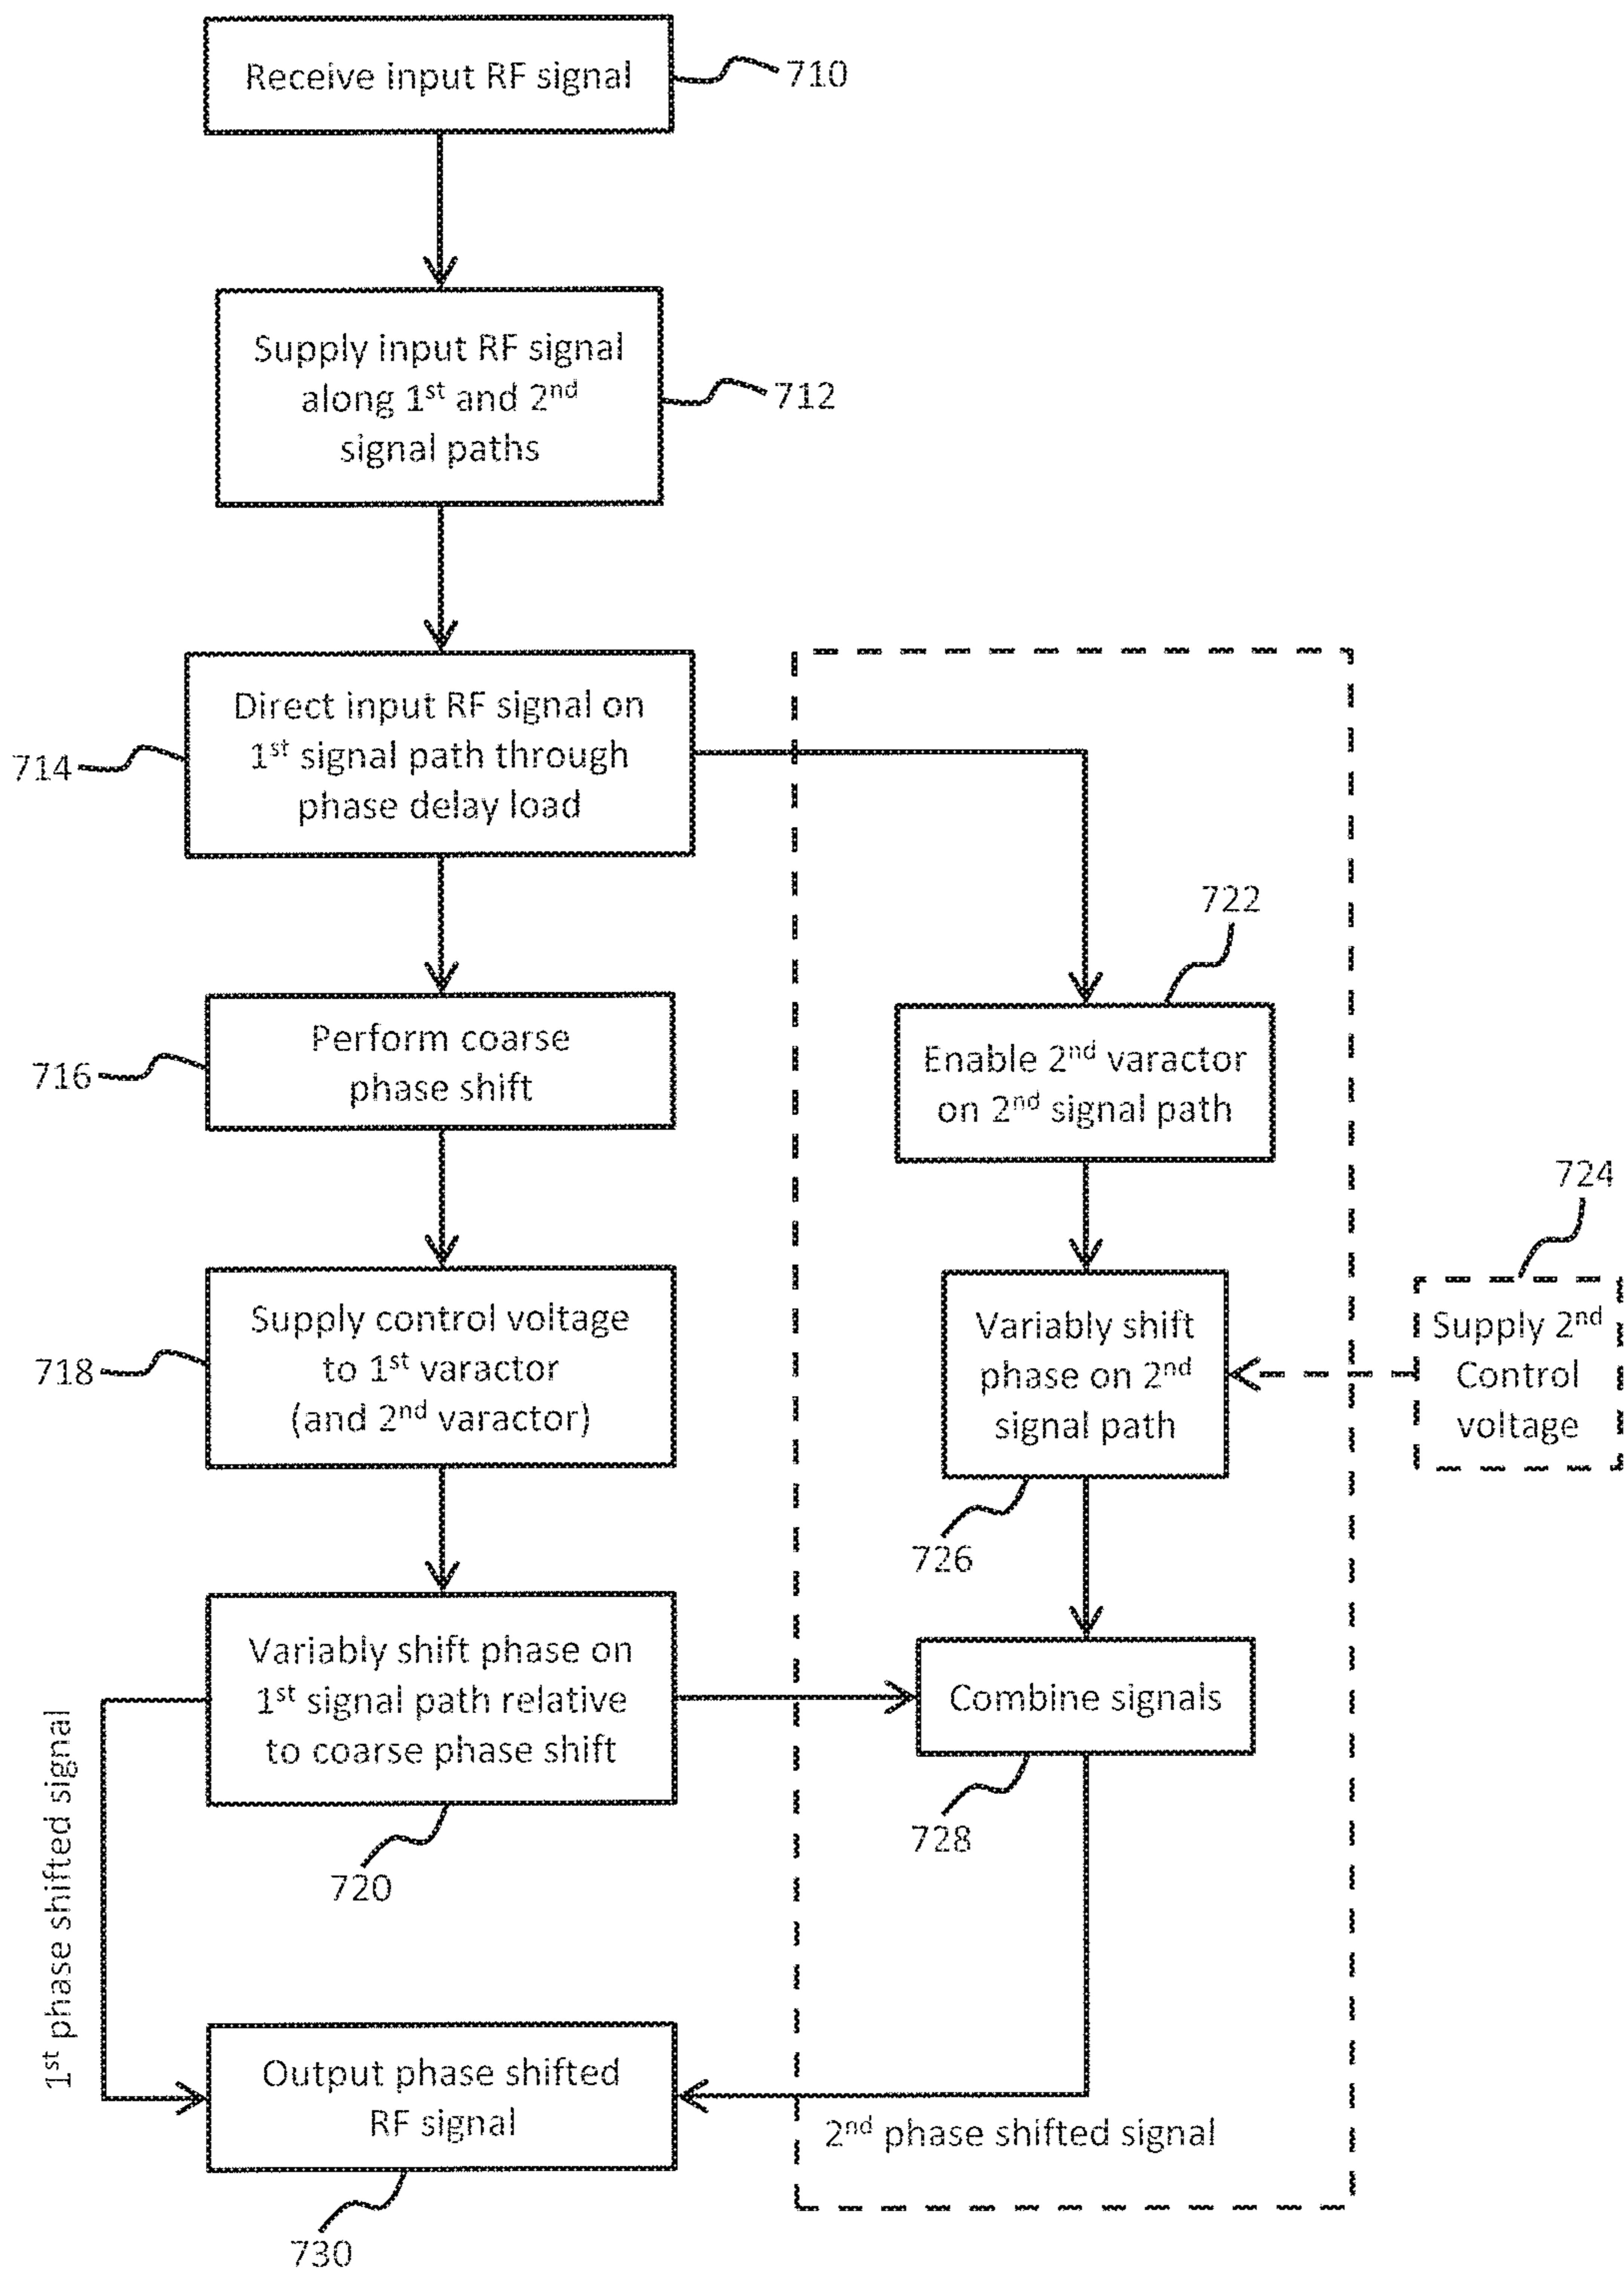 Receive input RF signal
710
Supply input RF signal
along 1st and 2nd
signal paths
712
Direct input RF signal on
1st signal path through
phase delay load
714
722
Perform coarse
phase shift
716
Enable 2nd varactor
on 2nd signal path
724
Supply control voltage
to 1st varactor
(and 2nd varactor)
718
Variably shift
phase on 2nd
signal path
Supply 2nd
Control
voltage
726
Variably shift phase on
1st signal path relative
to coarse phase shift
Combine signals
728
720
1st phase shifted signal
Output phase shifted
RF signal
2nd phase shifted signal
730